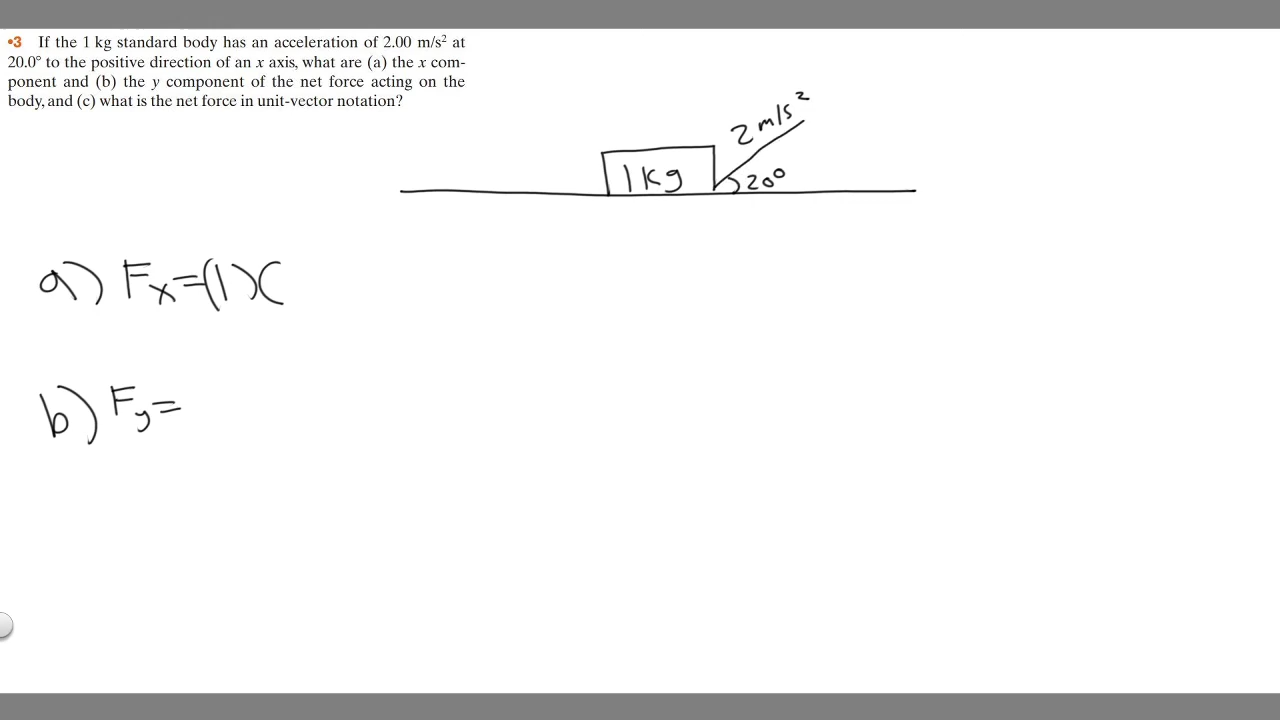 •3 If the 1 kg standard body has an acceleration of 2.00 m/s² at
20.0° to the positive direction of an x axis, what are (a) the x com-
ponent and (b) the y component of the net force acting on the
body, and (c) what is the net force in unit-vector notation?
2 m/s²
1 kg
20°
a) Fx=(1)(
b) Fy=